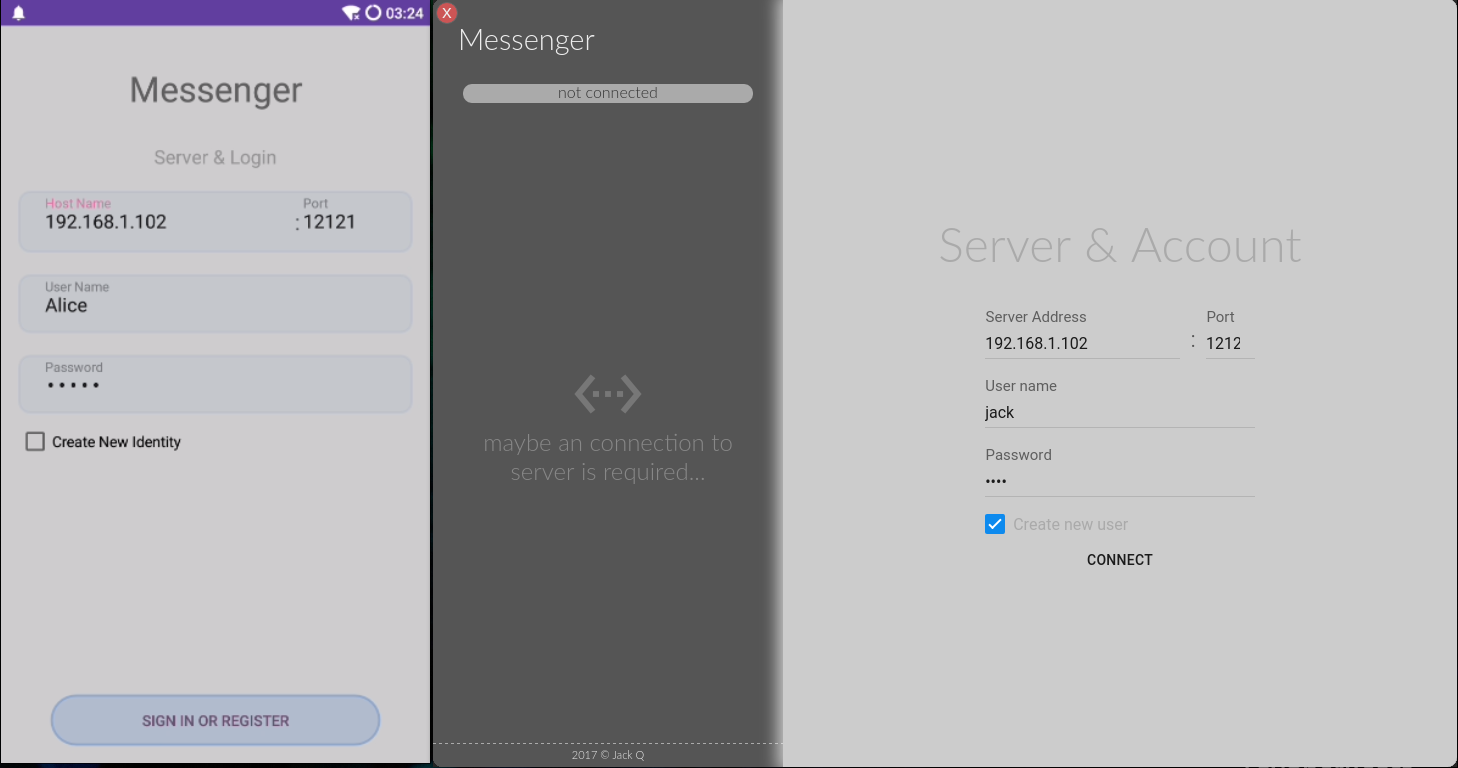 03:24
Messenger
Server & Login
Host Name
Port
192.168.1.102
: 12121
User Name
Alice
Password
•••••
Create New Identity
SIGN IN OR REGISTER
X
Messenger
not connected
maybe an connection to
server is required...
2017 © Jack Q
Server & Account
Server Address
Port
192.168.1.102
: 1212
User name
jack
Password
••••
Create new user
CONNECT